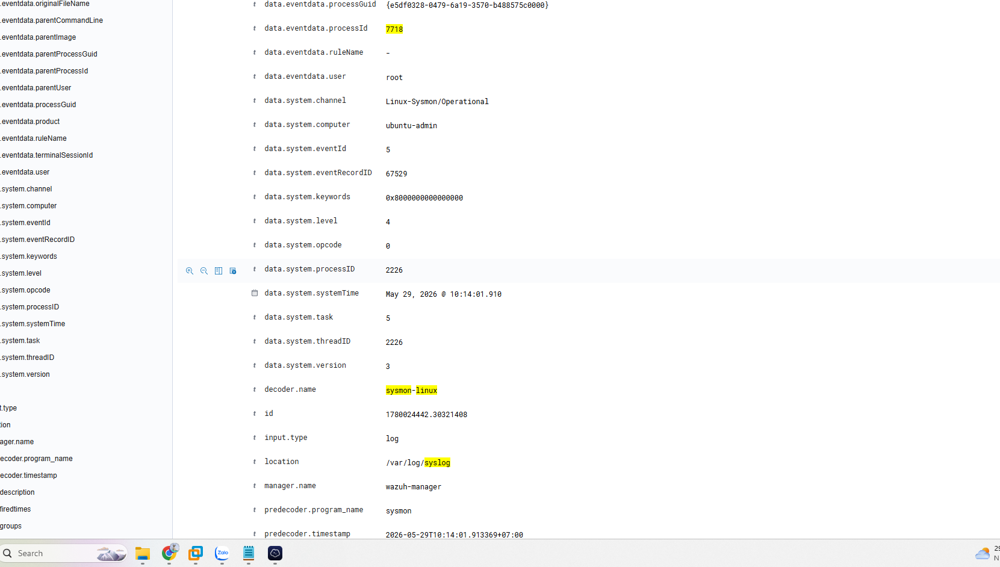 .eventdata.originalFileName
.eventdata.parentCommandLine
.eventdata.parentImage
.eventdata.parentProcessGuid
.eventdata.parentProcessId
.eventdata.parentUser
.eventdata.processGuid
.eventdata.product
.eventdata.ruleName
.eventdata.terminalSessionId
.eventdata.user
.system.channel
.system.computer
.system.eventId
.system.eventRecordID
.system.keywords
.system.level
.system.opcode
.system.processID
.system.systemTime
.system.task
.system.threadID
.system.version
t.type
tion
ager.name
ecoder.program_name
ecoder.timestamp
description
firedtimes
groups
t data.eventdata.processGuid {e5df0328-0479-6a19-3570-b488575c0000}
t data.eventdata.processId 7718
t data.eventdata.ruleName -
t data.eventdata.user root
t data.system.channel Linux-Sysmon/Operational
t data.system.computer ubuntu-admin
t data.system.eventId 5
t data.system.eventRecordID 67529
t data.system.keywords 0x8000000000000000
t data.system.level 4
t data.system.opcode 0
t data.system.processID 2226
data.system.systemTime May 29, 2026 @ 10:14:01.910
t data.system.task 5
t data.system.threadID 2226
t data.system.version 3
t decoder.name sysmon-linux
t id 1780024442.30321408
t input.type log
t location /var/log/syslog
t manager.name wazuh-manager
t predecoder.program_name sysmon
t predecoder.timestamp 2026-05-29T10:14:01.913369+07:00
Search
Zalo
29
N